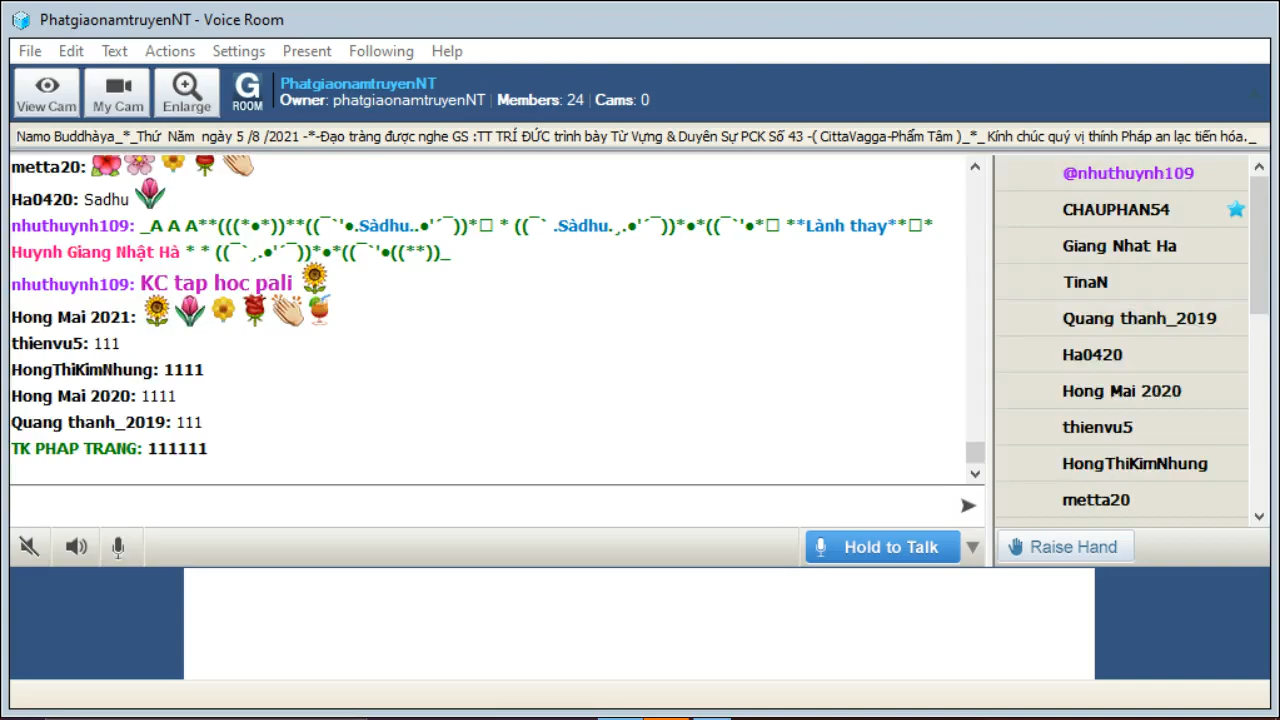 PhatgiaonamtruyenNT - Voice Room
File Edit Text Actions Settings Present Following Help
View Cam My Cam Enlarge G ROOM
PhatgiaonamtruyenNT
Owner: phatgiaonamtruyenNT | Members: 24 | Cams: 0
Namo Buddhàya_*_Thứ Năm ngày 5 /8 /2021 -*-Đạo tràng được nghe GS :TT TRÍ ĐỨC trình bày Từ Vựng & Duyên Sự PCK Số 43 -( CittaVagga-Phẩm Tâm )_*_Kính chúc quý vị thính Pháp an lạc tiến hóa._
metta20:
Ha0420: Sadhu
nhuthuynh109: _A A A**(((*●*))**((¯`'●.Sàdhu..●'´¯))*□ * ((¯` .Sàdhu.¸.●'´¯))*●*((¯`'●*□ **Lành thay**□*
Huynh Giang Nhật Hà * * ((¯`¸.●'´¯))*●*((¯`'●((**))_
nhuthuynh109: KC tap hoc pali
Hong Mai 2021:
thienvu5: 111
HongThiKimNhung: 1111
Hong Mai 2020: 1111
Quang thanh_2019: 111
TK PHAP TRANG: 111111
@nhuthuynh109
CHAUPHAN54
Giang Nhat Ha
TinaN
Quang thanh_2019
Ha0420
Hong Mai 2020
thienvu5
HongThiKimNhung
metta20
Hold to Talk
Raise Hand